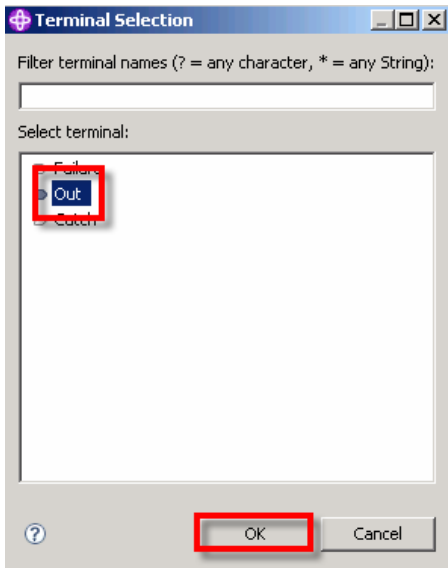 Terminal Selection
Filter terminal names (? = any character, * = any String):
Select terminal:
Failure
Out
Catch
OK
Cancel